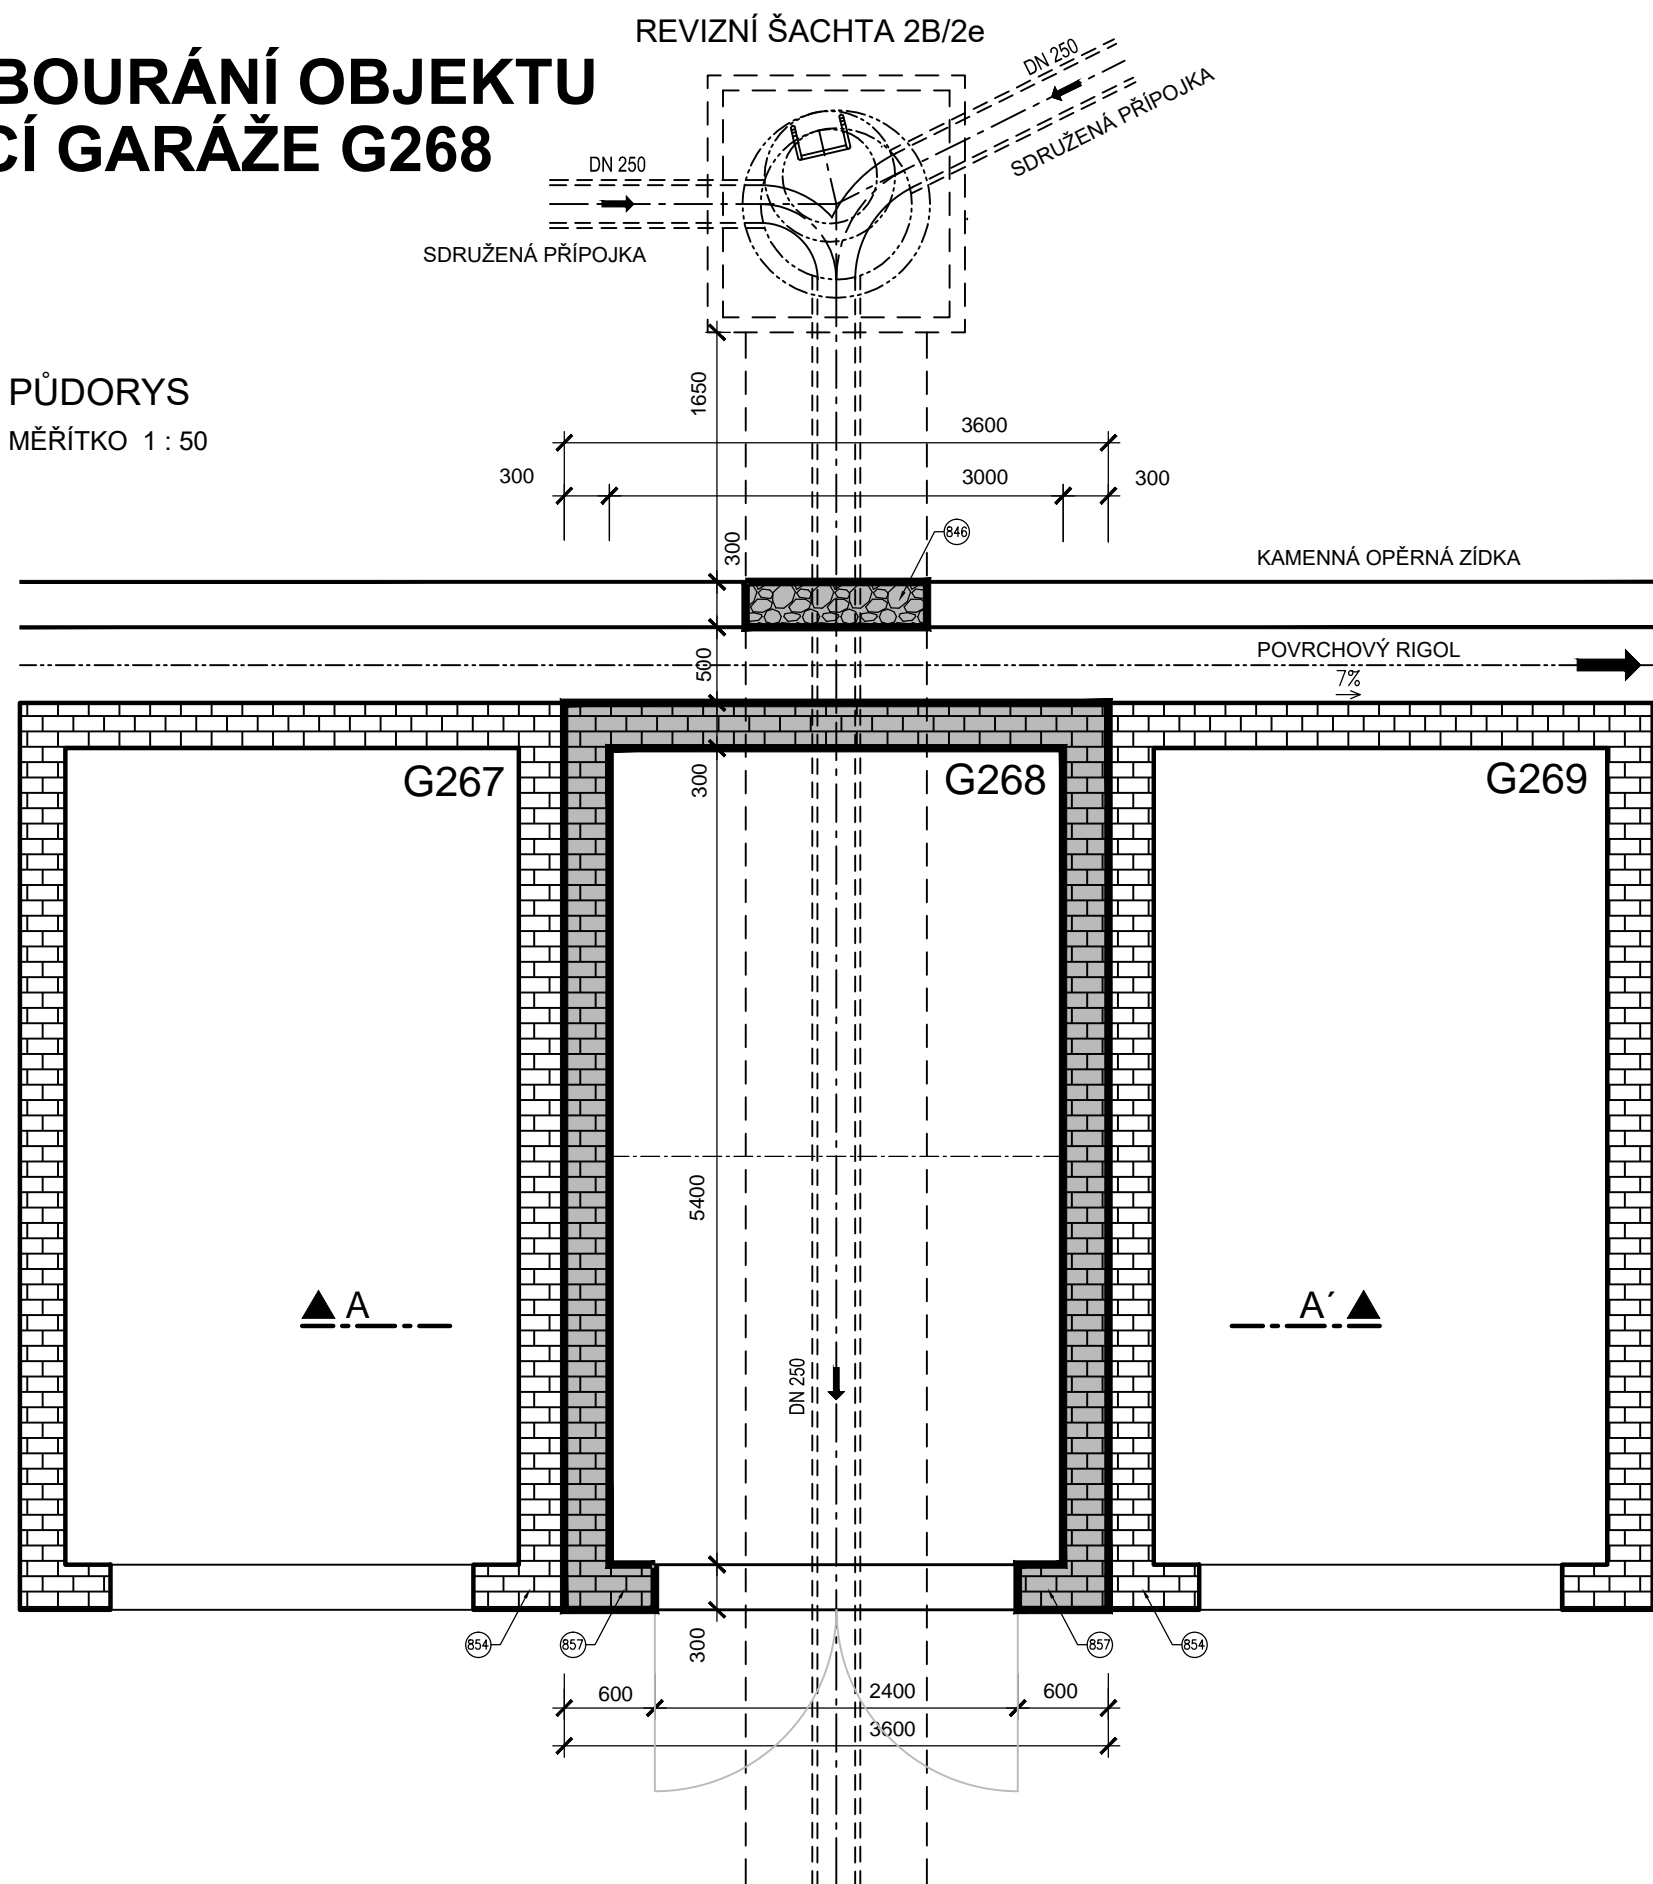 REVIZNÍ ŠACHTA 2B/2e
BOURÁNÍ OBJEKTU
CÍ GARÁŽE G268
DN 250
SDRUŽENÁ PŘÍPOJKA
DN 250
SDRUŽENÁ PŘÍPOJKA
PŮDORYS
MĚŘÍTKO 1 : 50
1650
3600
300
3000
300
300
846
KAMENNÁ OPĚRNÁ ZÍDKA
500
POVRCHOVÝ RIGOL
7%
G267
300
G268
G269
5400
A
A´
DN 250
854
857
300
857
854
600
2400
600
3600